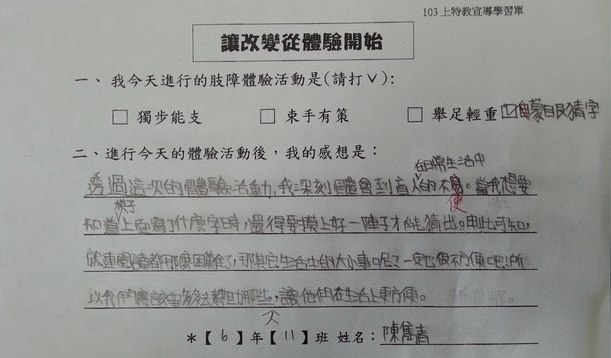 103上特教宣導學習單
讓改變從體驗開始
一、我今天進行的肢障體驗活動是(請打∨):
□ 獨步能支 □ 束手有策 □ 舉足輕重 矇眼猜字
二、進行今天的體驗活動後，我的感想是:
在日常生活中
透過這次的體驗活動,我深刻體會到盲人的不便。當我想要
棋子
知道上面寫了什麼字時,還得要摸上好一陣子才能猜出。由此可知,
就連閱讀都那麼困難了,那其它生活上的大小事呢?一定也很不方便吧!所
以我們應該要多多去幫助那些,讓他們在生活上更方便。
人
*【6】年【11】班 姓名:陳雋青